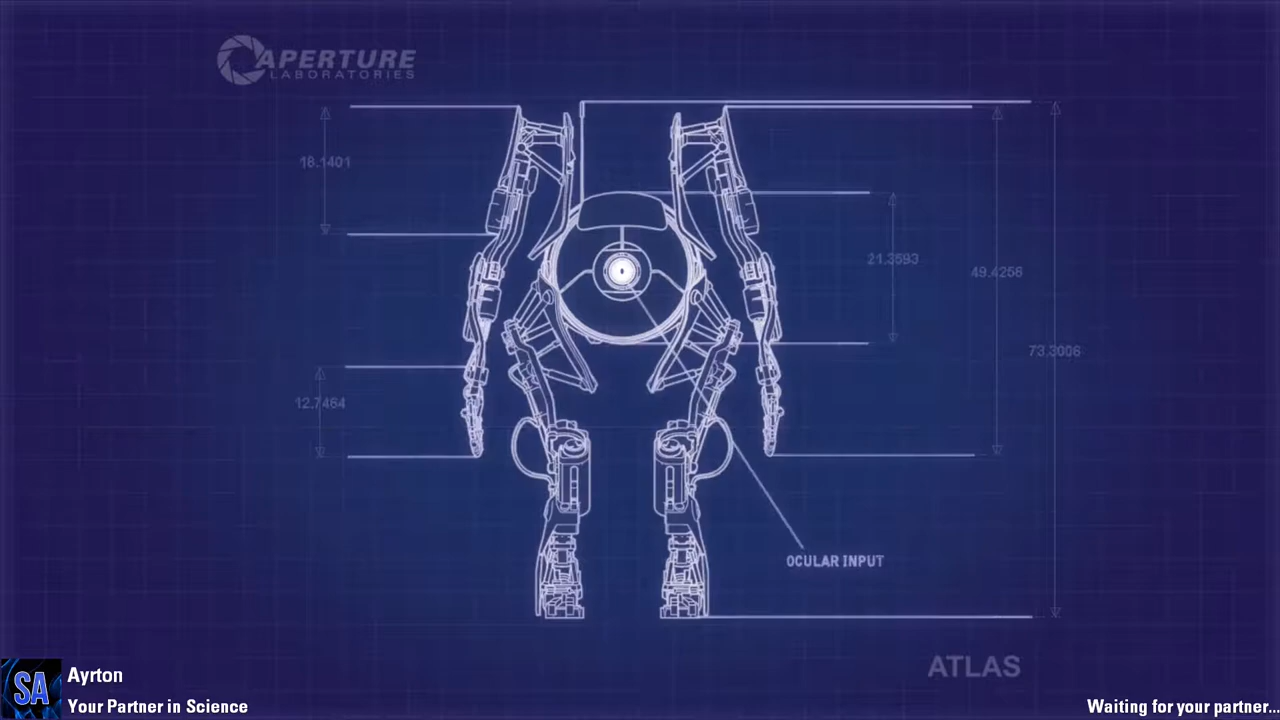 APERTURE
LABORATORIES
18.1401
21.3593
49.4256
73.3006
12.7464
OCULAR INPUT
ATLAS
SA
Ayrton
Your Partner in Science
Waiting for your partner...